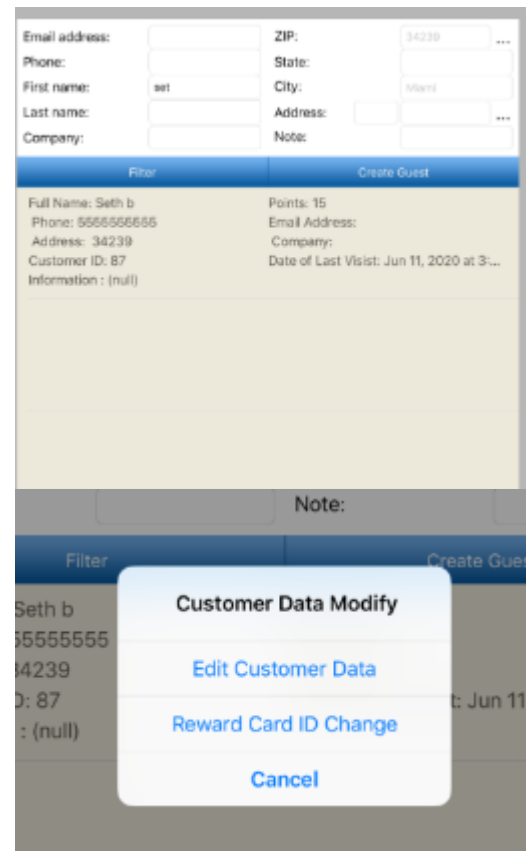 Email address: ZIP: 34239 ...
Phone: State:
First name: set City: Miami
Last name: Address: ...
Company: Note:
Filter Create Guest
Full Name: Seth b Points: 15
Phone: 5555555555 Email Address:
Address: 34239 Company:
Customer ID: 87 Date of Last Visist: Jun 11, 2020 at 3:...
Information : (null)
Note:
Filter Create Gues
Seth b
55555555 Customer Data Modify
34239 Edit Customer Data
D: 87 t: Jun 11
: (null) Reward Card ID Change
Cancel